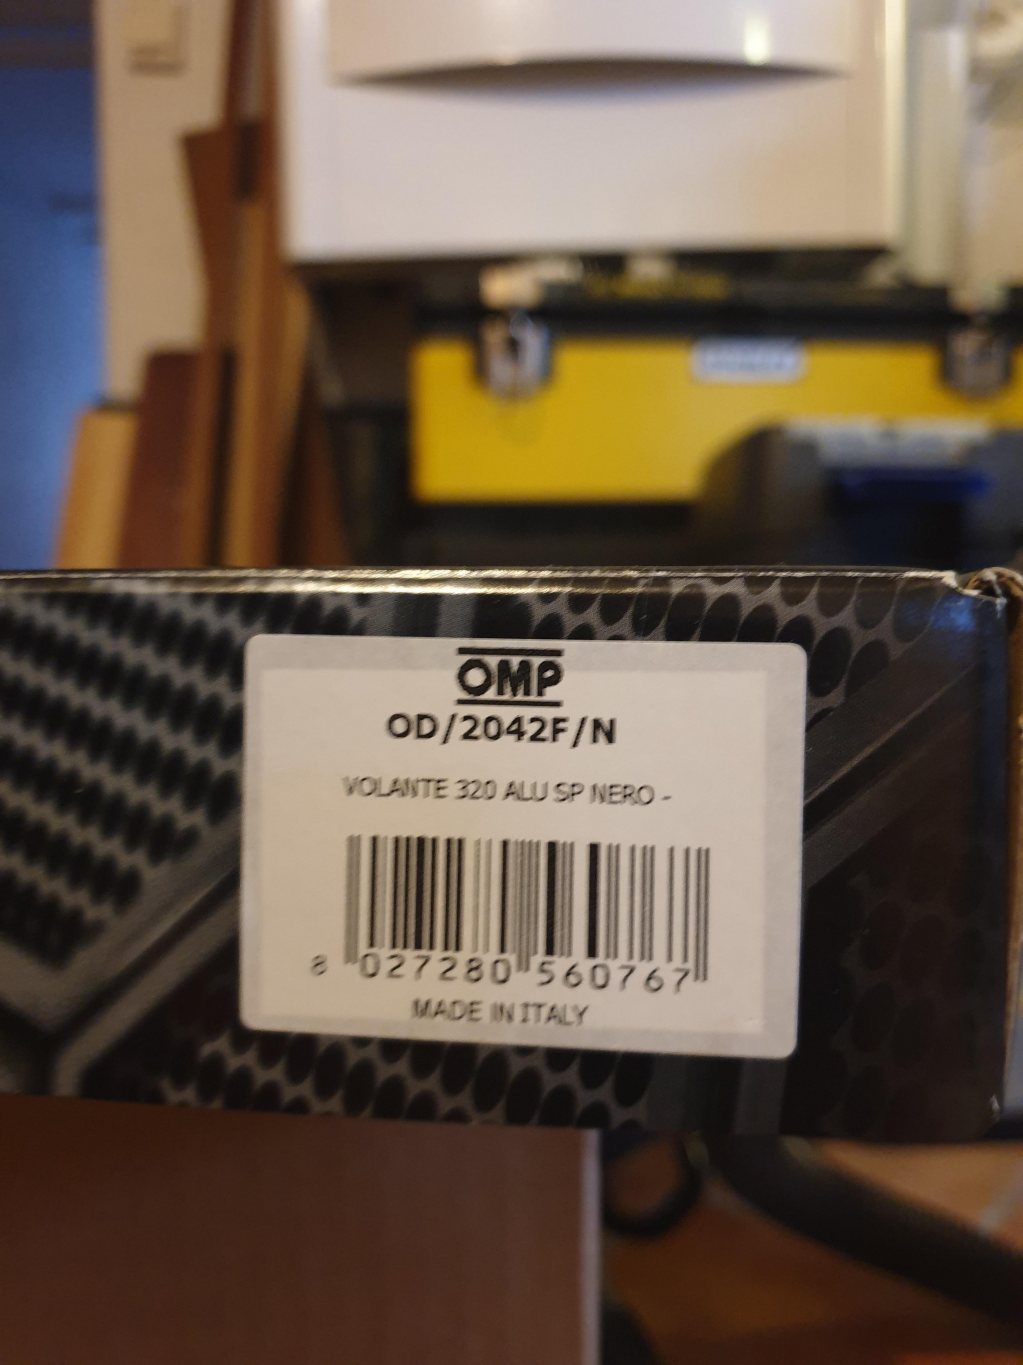 OMP
OD/2042F/N
VOLANTE 320 ALU SP NERO -
8 027280 560767
MADE IN ITALY